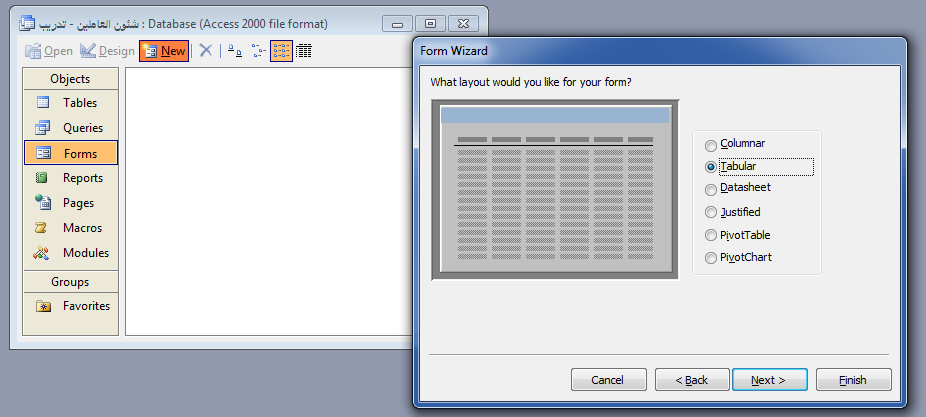 شئون العاملين - تدريب : Database (Access 2000 file format)
Open Design New
Objects
Tables
Queries
Forms
Reports
Pages
Macros
Modules
Groups
Favorites
Form Wizard
What layout would you like for your form?
Columnar
Tabular
Datasheet
Justified
PivotTable
PivotChart
Cancel < Back Next > Finish